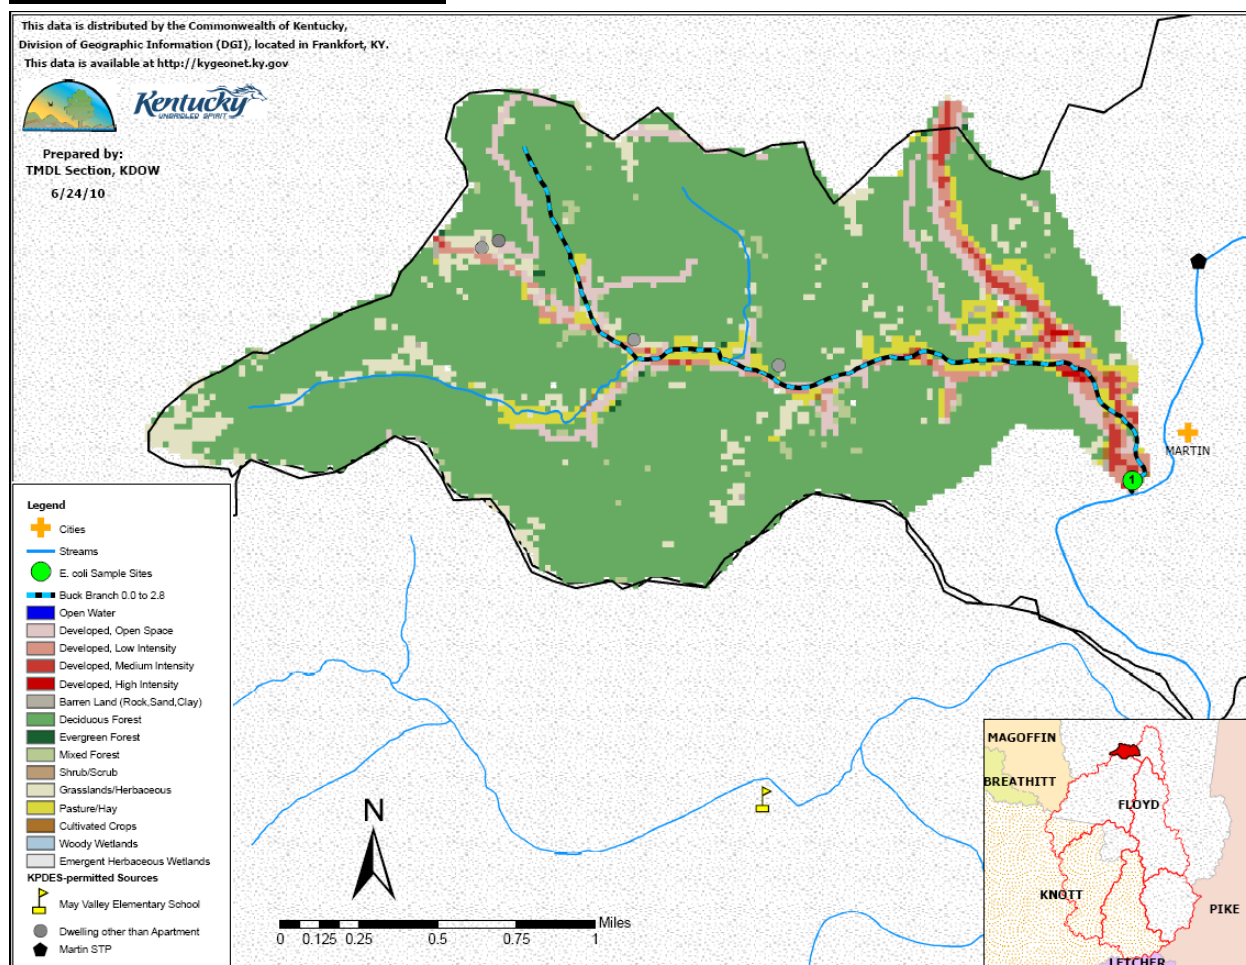 This data is distributed by the Commonwealth of Kentucky,
Division of Geographic Information (DGI), located in Frankfort, KY.
This data is available at http://kygeonet.ky.gov
Kentucky
UNBRIDLED SPIRIT
Prepared by:
TMDL Section, KDOW
6/24/10
MARTIN
1
Legend
Cities
Streams
E. coli Sample Sites
Buck Branch 0.0 to 2.8
Open Water
Developed, Open Space
Developed, Low Intensity
Developed, Medium Intensity
Developed, High Intensity
Barren Land (Rock,Sand,Clay)
Deciduous Forest
Evergreen Forest
Mixed Forest
Shrub/Scrub
Grasslands/Herbaceous
Pasture/Hay
Cultivated Crops
Woody Wetlands
Emergent Herbaceous Wetlands
KPDES-permitted Sources
May Valley Elementary School
Dwelling other than Apartment
Martin STP
N
Miles
0 0.125 0.25 0.5 0.75 1
MAGOFFIN
BREATHITT
FLOYD
KNOTT
PIKE
LETCHER